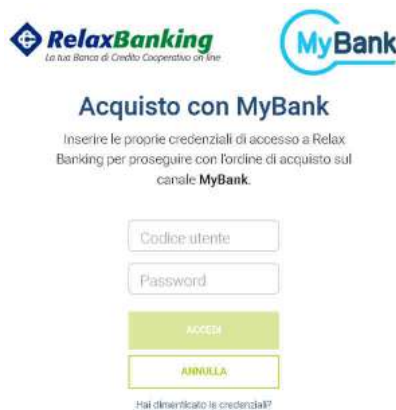 RelaxBanking
La tua Banca di Credito Cooperativo on line
MyBank
Acquisto con MyBank
Inserire le proprie credenziali di accesso a Relax
Banking per proseguire con l'ordine di acquisto sul
canale MyBank.
Codice utente
Password
ACCEDI
ANNULLA
Hai dimenticato le credenziali?